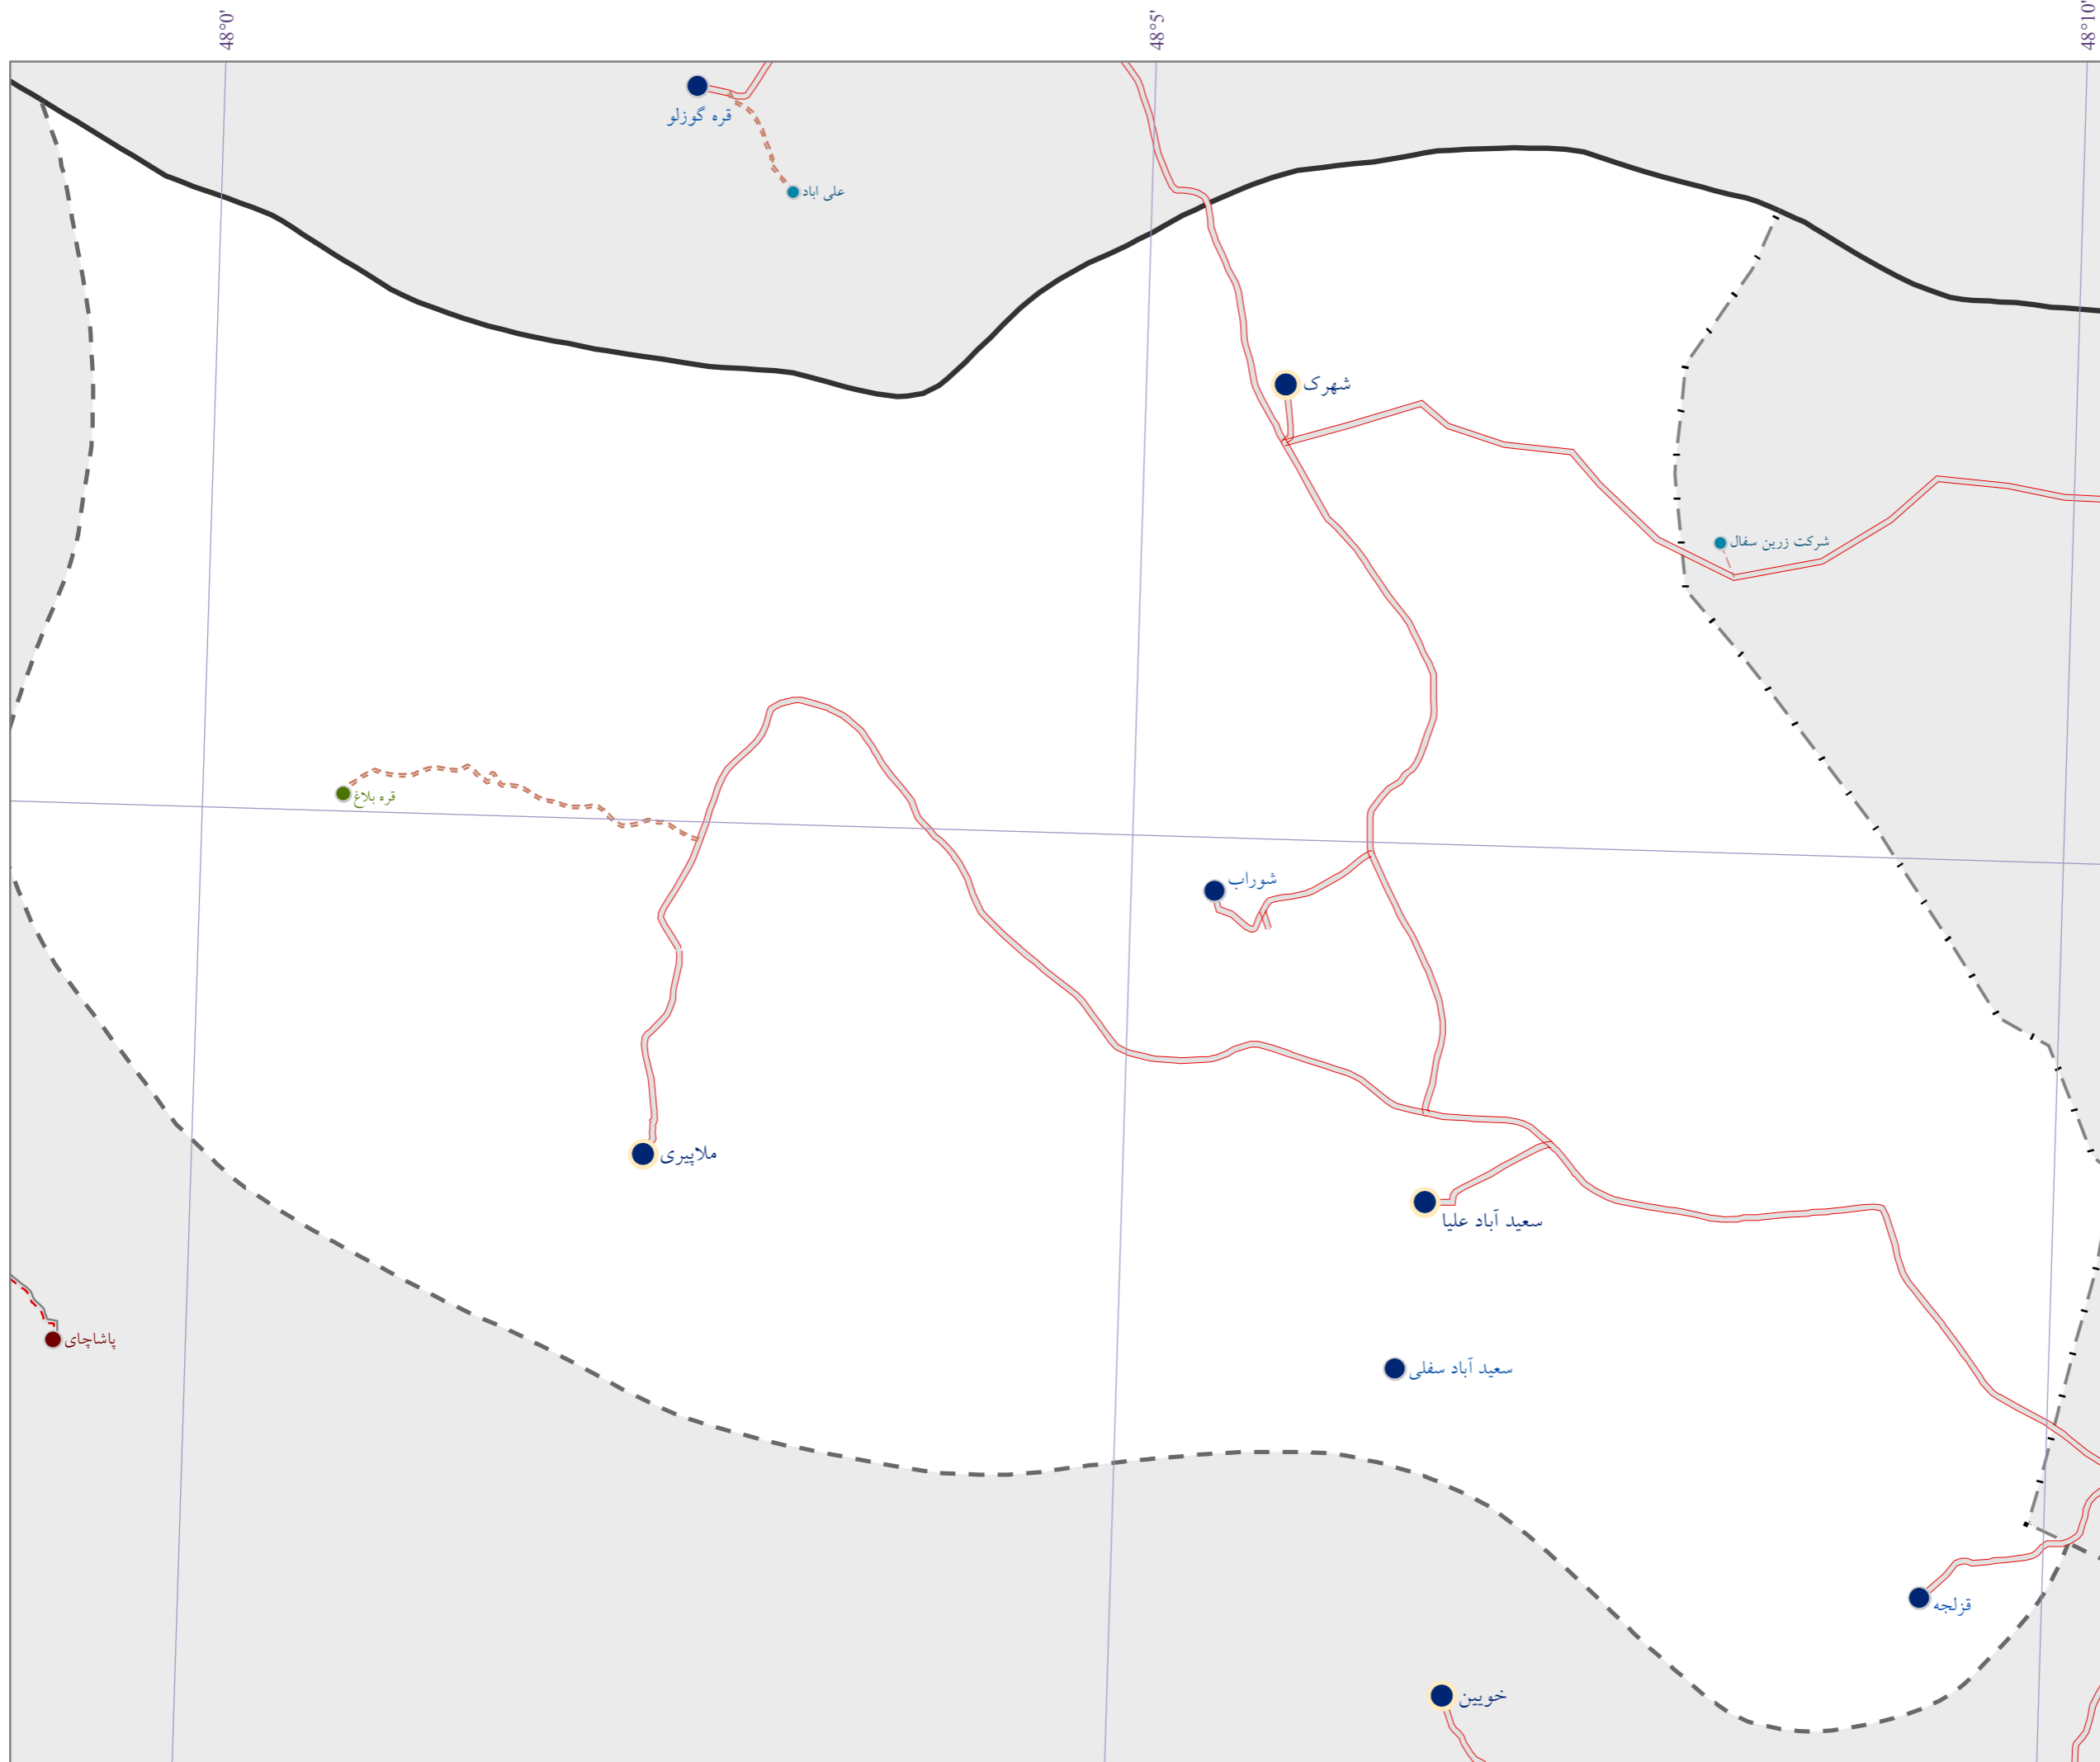 48°0'
48°5'
48°10'
قره گوزلو
علی اباد
شهرک
شرکت زرین سفال
قره بلاغ
شوراب
ملاپیری
سعید آباد علیا
پاشاچای
سعید آباد سفلی
قزلجه
خویین